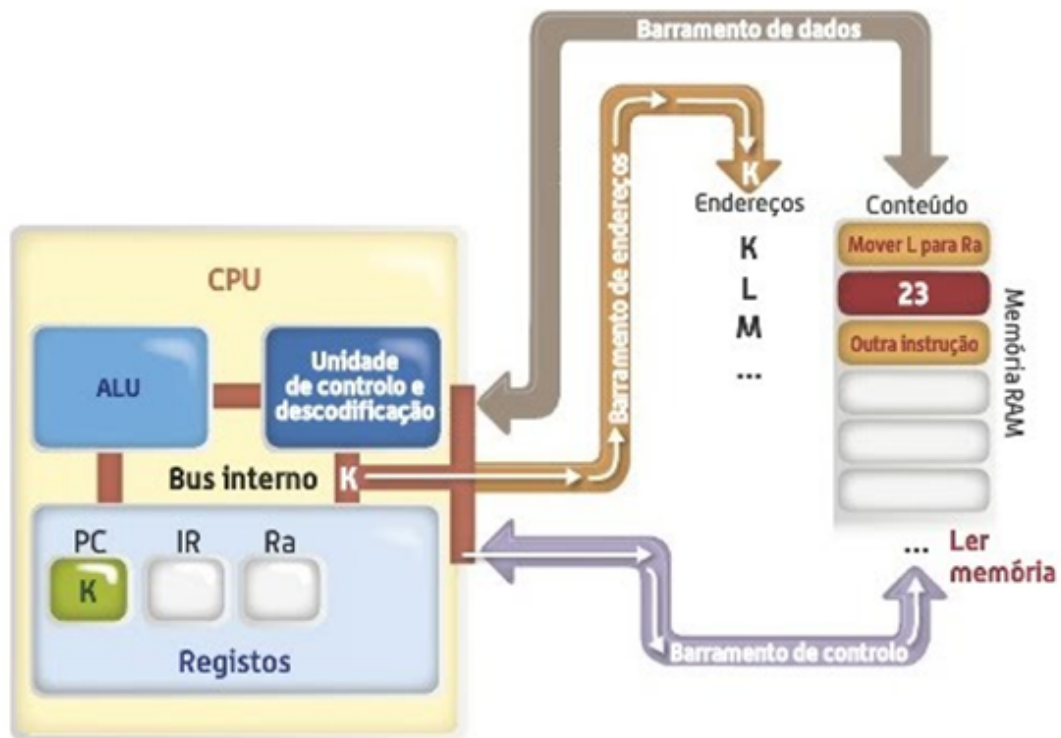 Barramento de dados
Barramento de endereços
K
Endereços
K
L
M
...
Conteúdo
Mover L para Ra
23
Outra instrução
Memória RAM
... Ler
memória
CPU
ALU
Unidade
de controlo e
descodificação
Bus interno
K
PC
IR
Ra
K
Registos
Barramento de controlo